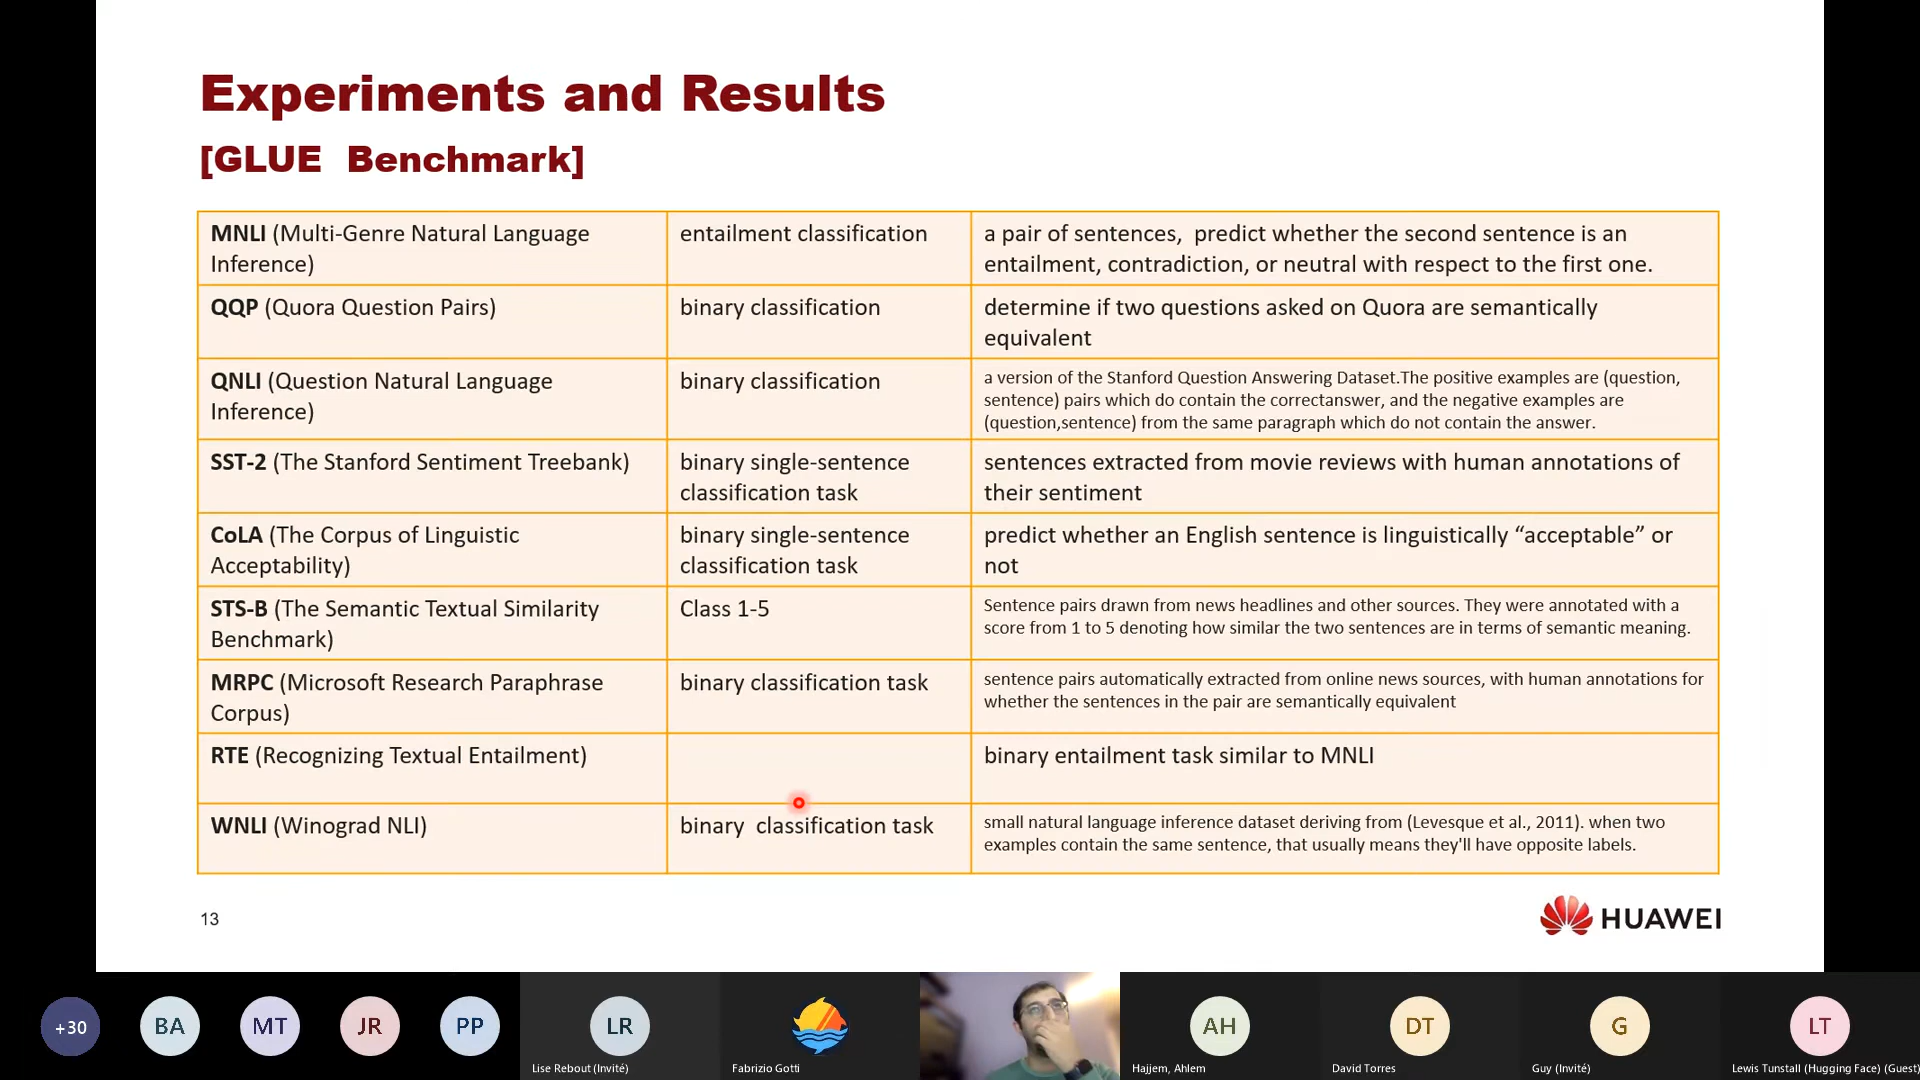 Experiments and Results
[GLUE  Benchmark]
MNLI (Multi-Genre Natural Language
Inference)
entailment classification
a pair of sentences,  predict whether the second sentence is an
entailment, contradiction, or neutral with respect to the first one.
QQP (Quora Question Pairs)
binary classification
determine if two questions asked on Quora are semantically
equivalent
QNLI (Question Natural Language
Inference)
binary classification
a version of the Stanford Question Answering Dataset.The positive examples are (question,
sentence) pairs which do contain the correctanswer, and the negative examples are
(question,sentence) from the same paragraph which do not contain the answer.
SST-2 (The Stanford Sentiment Treebank)
binary single-sentence
classification task
sentences extracted from movie reviews with human annotations of
their sentiment
CoLA (The Corpus of Linguistic
Acceptability)
binary single-sentence
classification task
predict whether an English sentence is linguistically “acceptable” or
not
STS-B (The Semantic Textual Similarity
Benchmark)
Class 1-5
Sentence pairs drawn from news headlines and other sources. They were annotated with a
score from 1 to 5 denoting how similar the two sentences are in terms of semantic meaning.
MRPC (Microsoft Research Paraphrase
Corpus)
binary classification task
sentence pairs automatically extracted from online news sources, with human annotations for
whether the sentences in the pair are semantically equivalent
RTE (Recognizing Textual Entailment)
binary entailment task similar to MNLI
WNLI (Winograd NLI)
binary  classification task
small natural language inference dataset deriving from (Levesque et al., 2011). when two
examples contain the same sentence, that usually means they'll have opposite labels.
13
HUAWEI
+30
BA
MT
JR
PP
LR
Lise Rebout (Invité)
Fabrizio Gotti
AH
Hajjem, Ahlem
DT
David Torres
G
Guy (Invité)
LT
Lewis Tunstall (Hugging Face) (Guest)